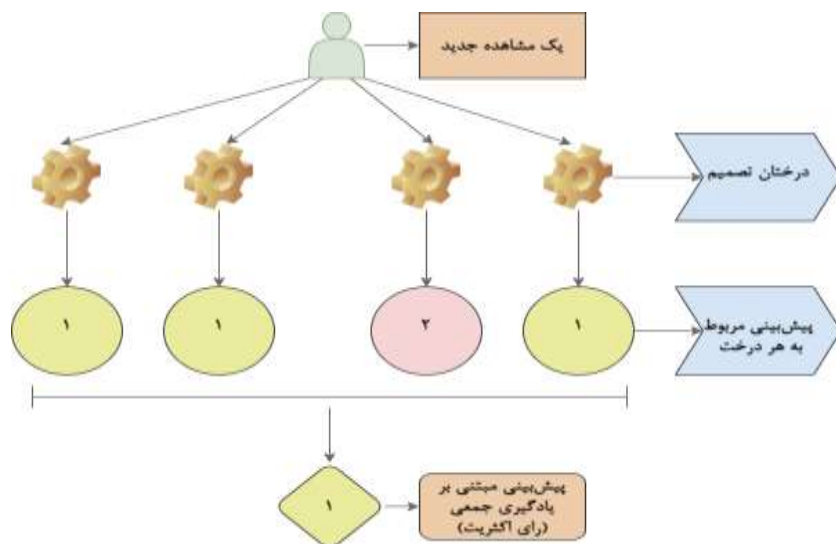 یک مشاهده جدید
درختان تصمیم
۱
۱
۲
۱
پیش‌بینی مربوط
به هر درخت
۱
پیش‌بینی مبتنی بر
یادگیری جمعی
(رای اکثریت)